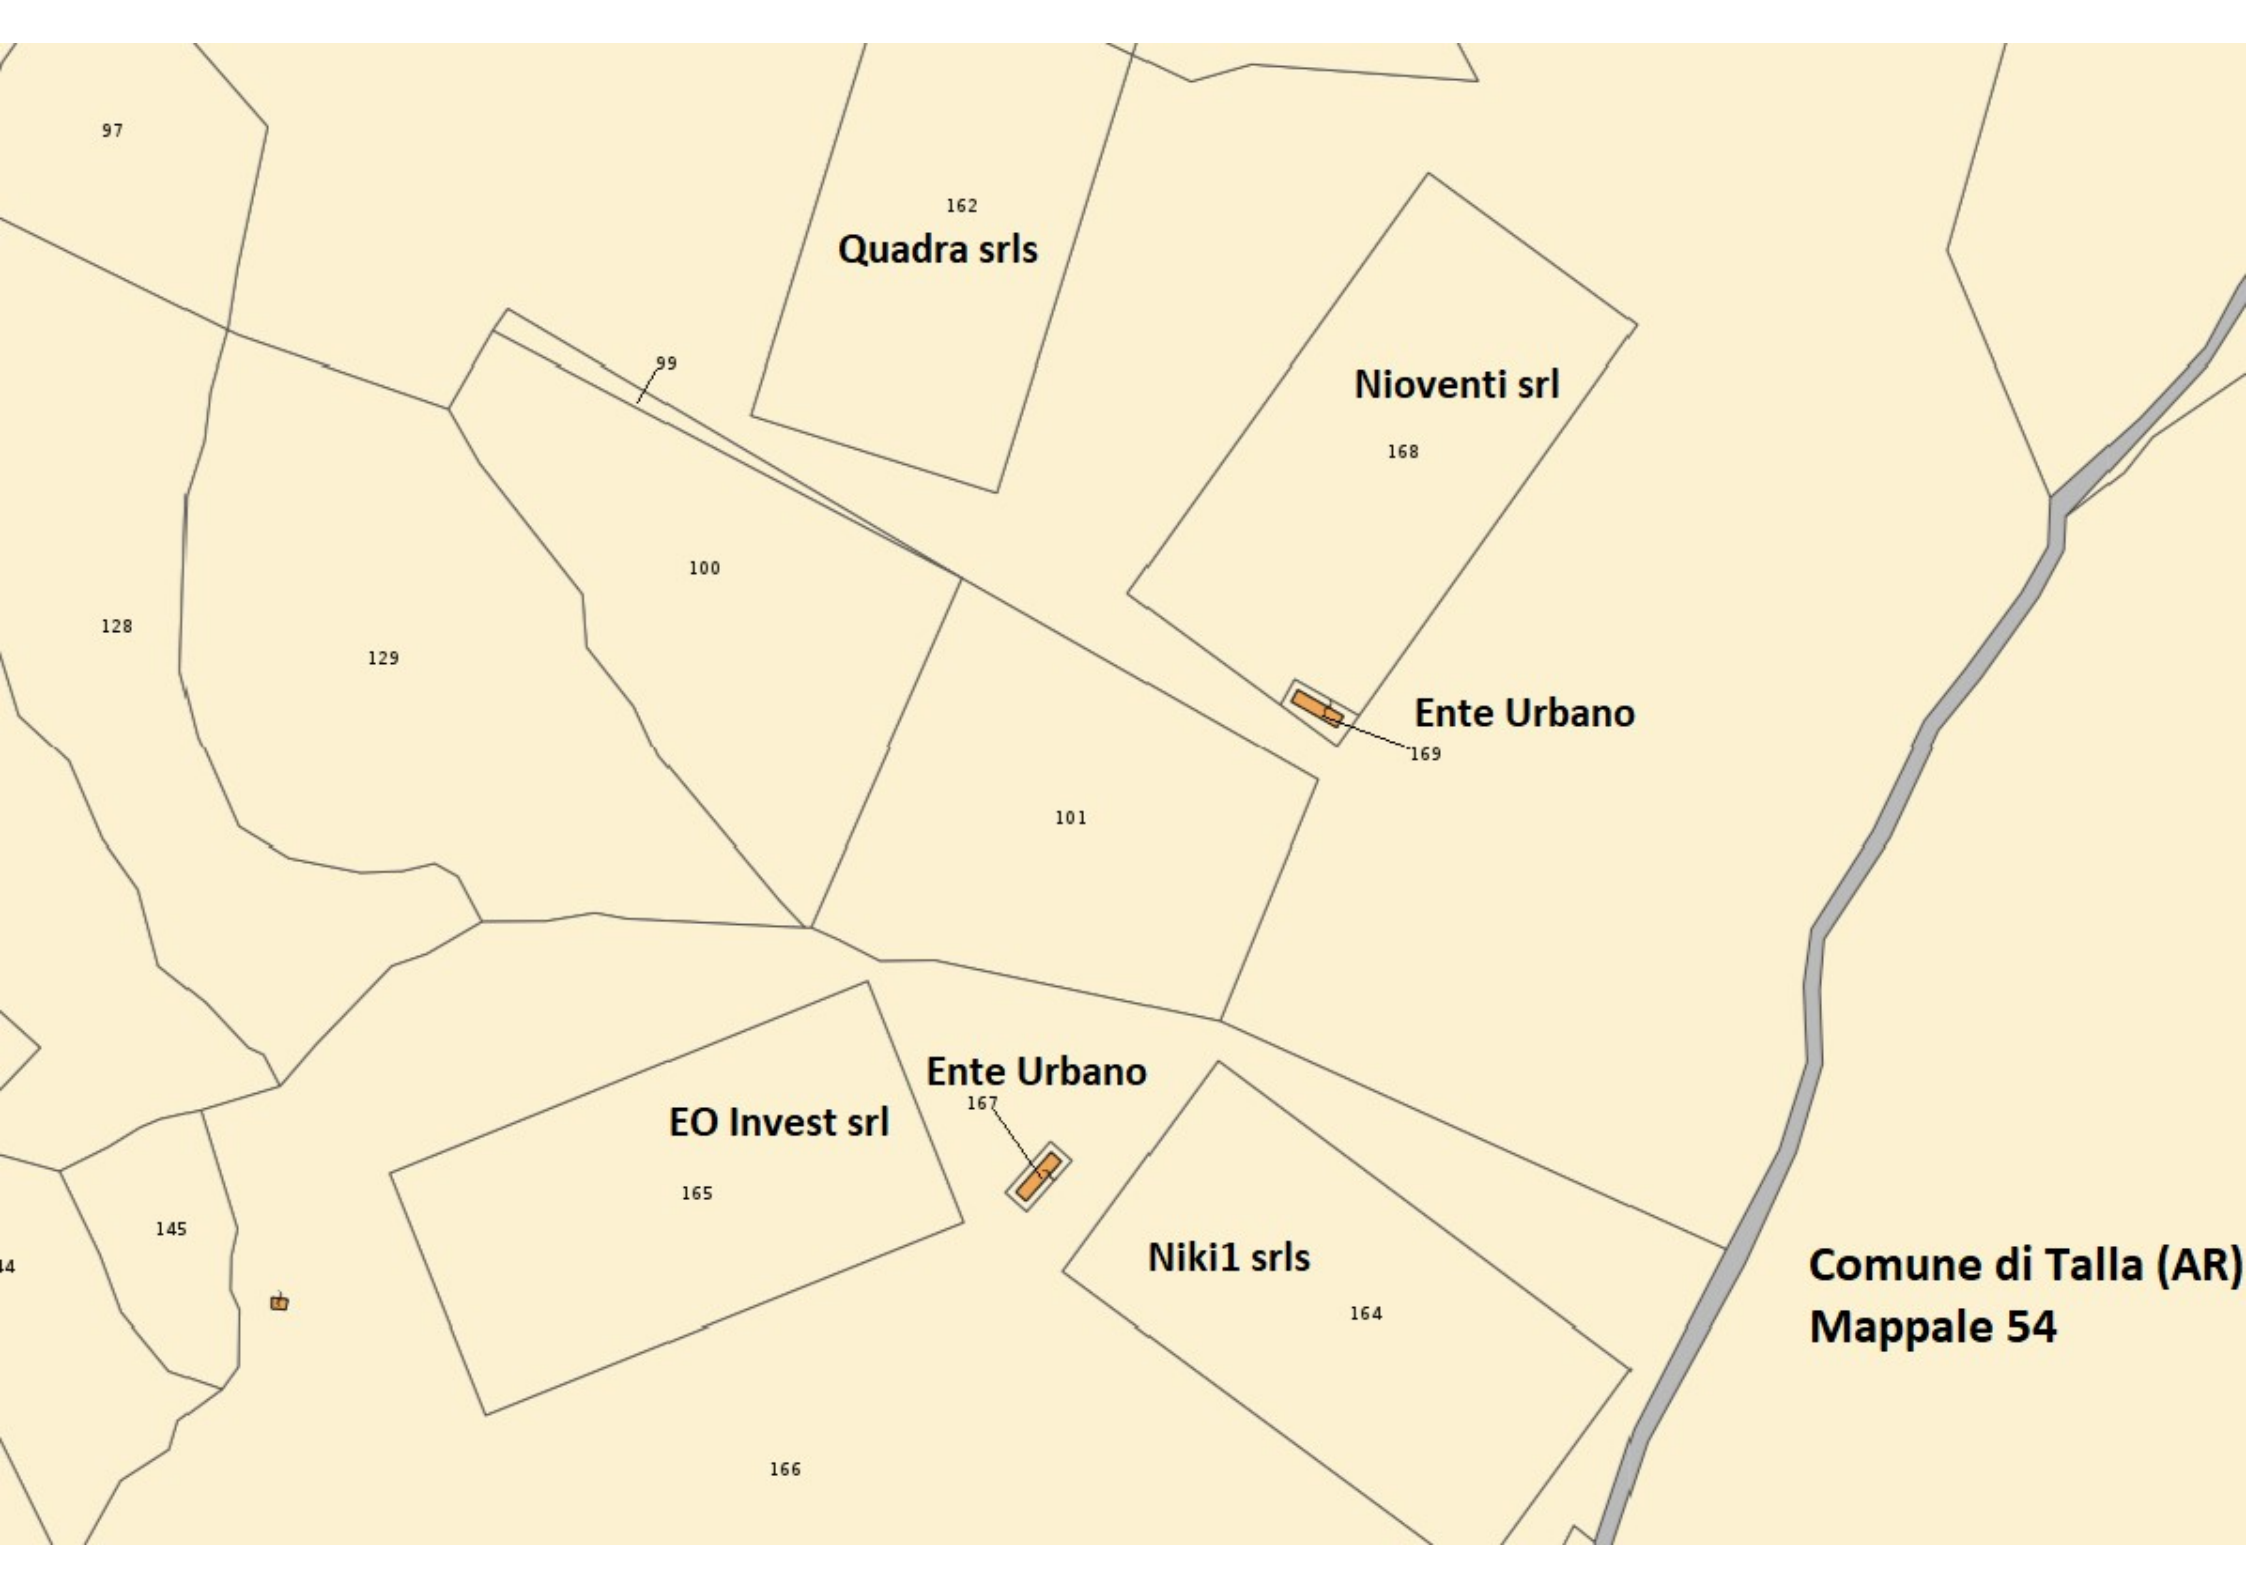 97
162
Quadra srls
99
Nioventi srl
168
100
128
129
Ente Urbano
169
101
Ente Urbano
167
EO Invest srl
165
145
44
Niki1 srls
164
Comune di Talla (AR)
Mappale 54
166